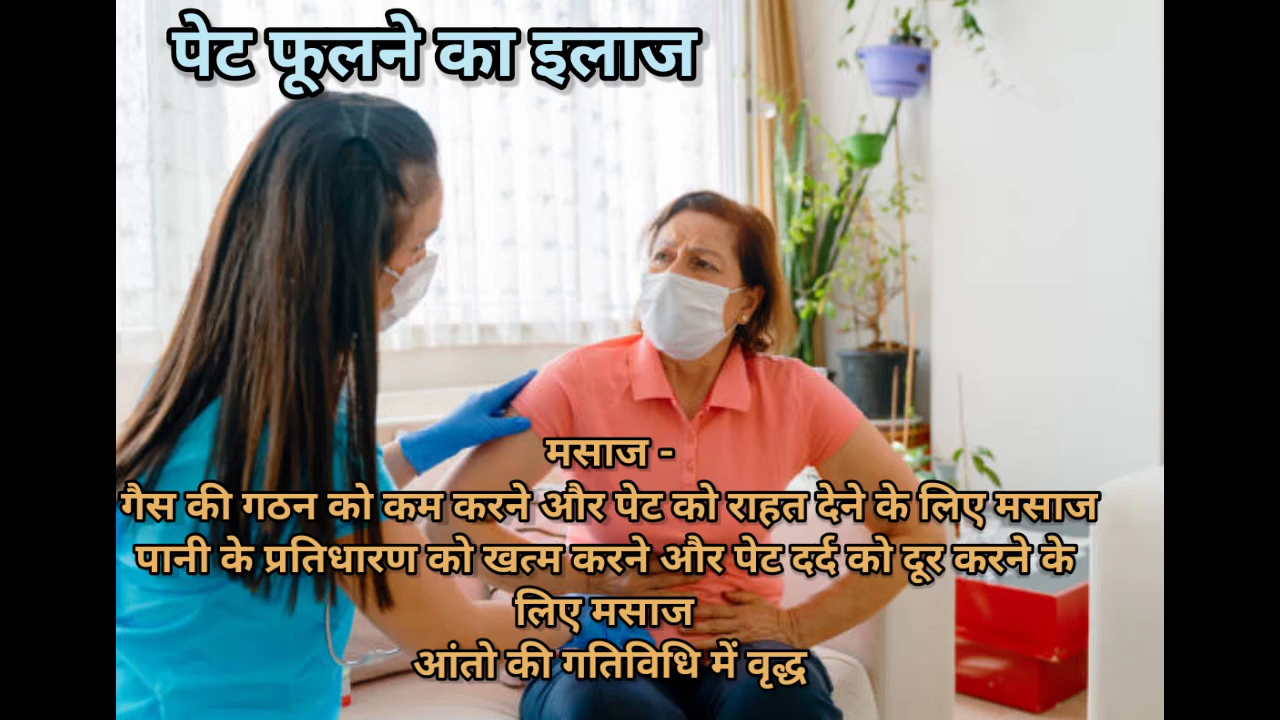 पेट फूलने का इलाज
मसाज -
गैस की गठन को कम करने और पेट को राहत देने के लिए मसाज
पानी के प्रतिधारण को खत्म करने और पेट दर्द को दूर करने के
लिए मसाज
आंतो की गतिविधि में वृद्ध